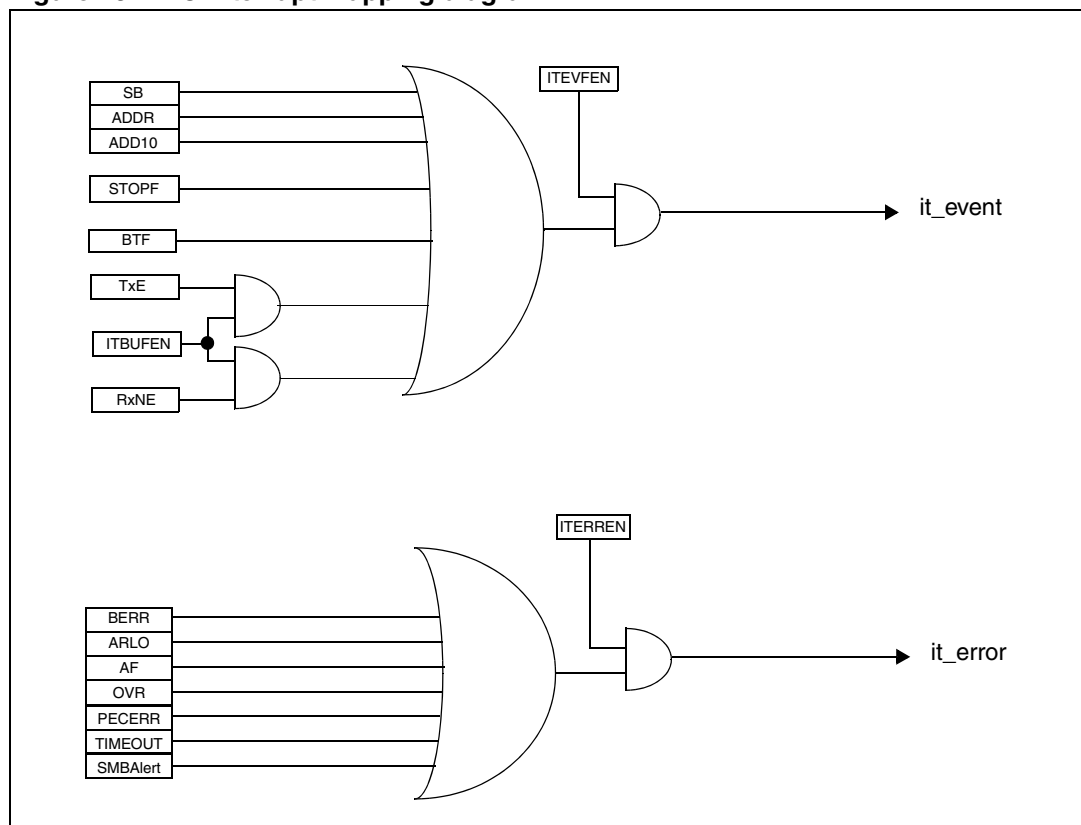 ITEVFEN
SB
ADDR
ADD10
STOPF
it_event
BTF
TxE
ITBUFEN
RxNE
ITERREN
BERR
ARLO
it_error
AF
OVR
PECERR
TIMEOUT
SMBAlert